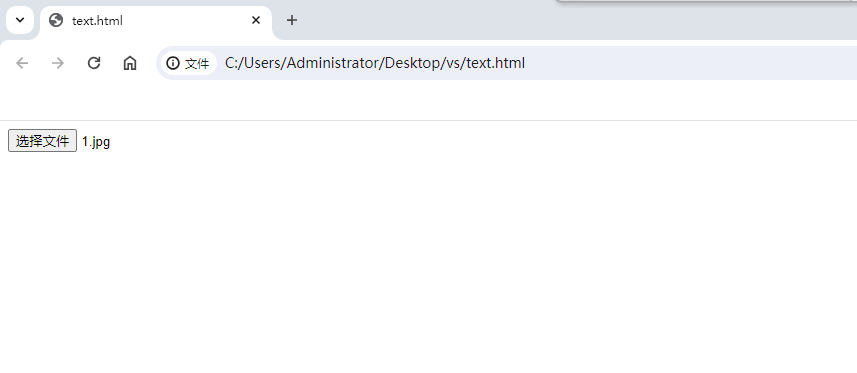 text.html
文件 C:/Users/Administrator/Desktop/vs/text.html
选择文件 1.jpg